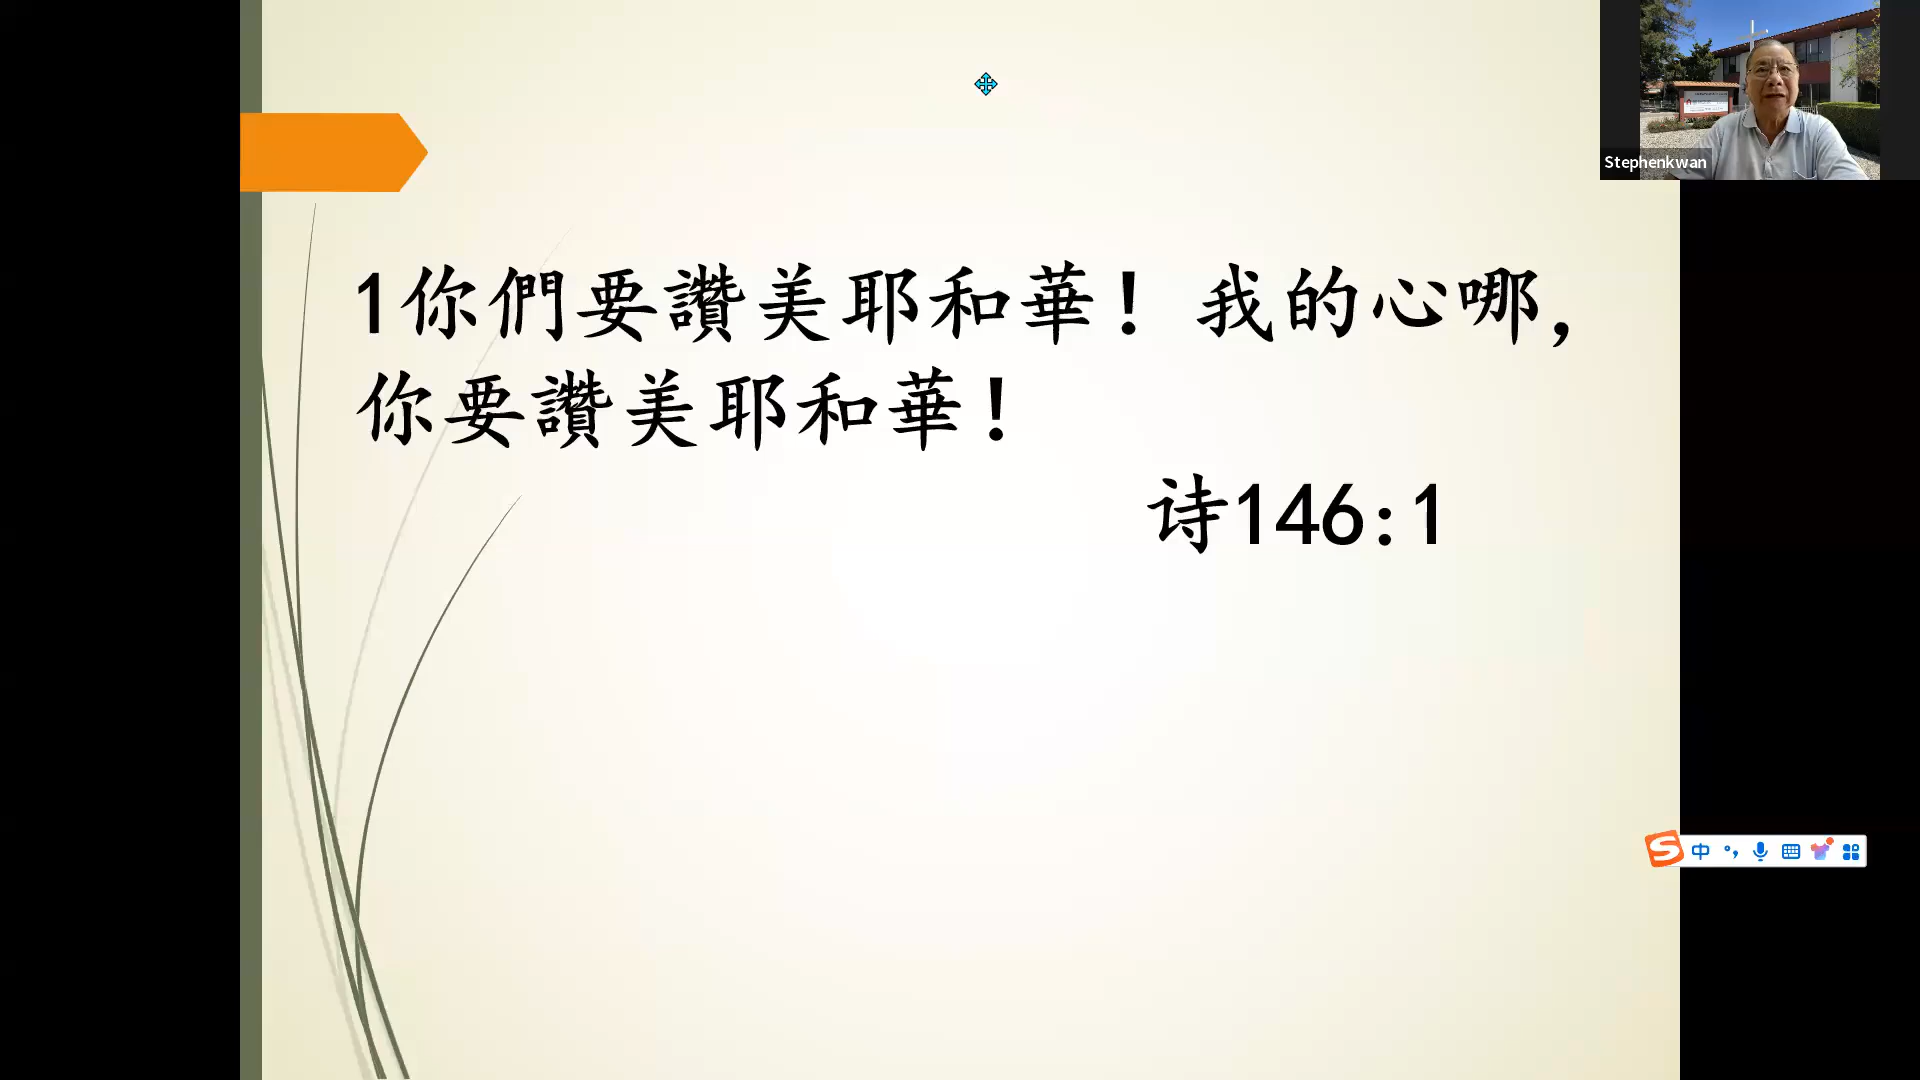 1你們要讚美耶和華！我的心哪，
你要讚美耶和華！
诗146:1
Stephenkwan
中